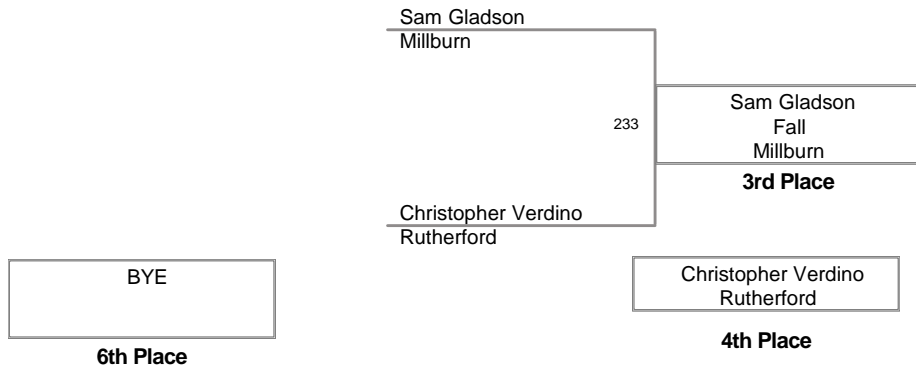 Sam Gladson
Millburn
233
Sam Gladson
Fall
Millburn
3rd Place
Christopher Verdino
Rutherford
BYE
6th Place
Christopher Verdino
Rutherford
4th Place